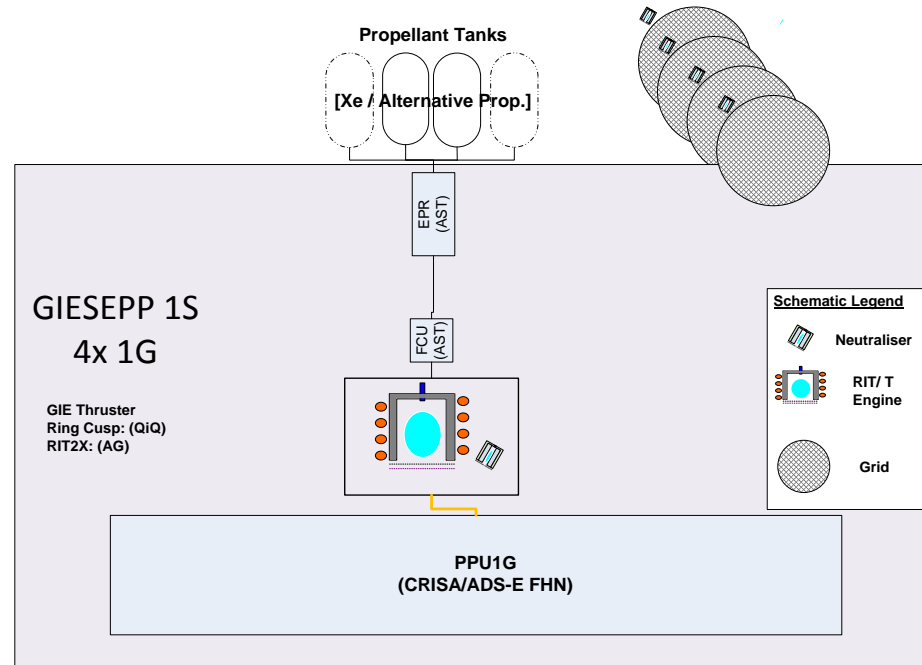 Propellant Tanks
[Xe / Alternative Prop.]
EPR
(AST)
GIESEPP 1S
4x 1G
FCU
(AST)
GIE Thruster
Ring Cusp: (QiQ)
RIT2X: (AG)
Schematic Legend
Neutraliser
RIT/ T
Engine
Grid
PPU1G
(CRISA/ADS-E FHN)